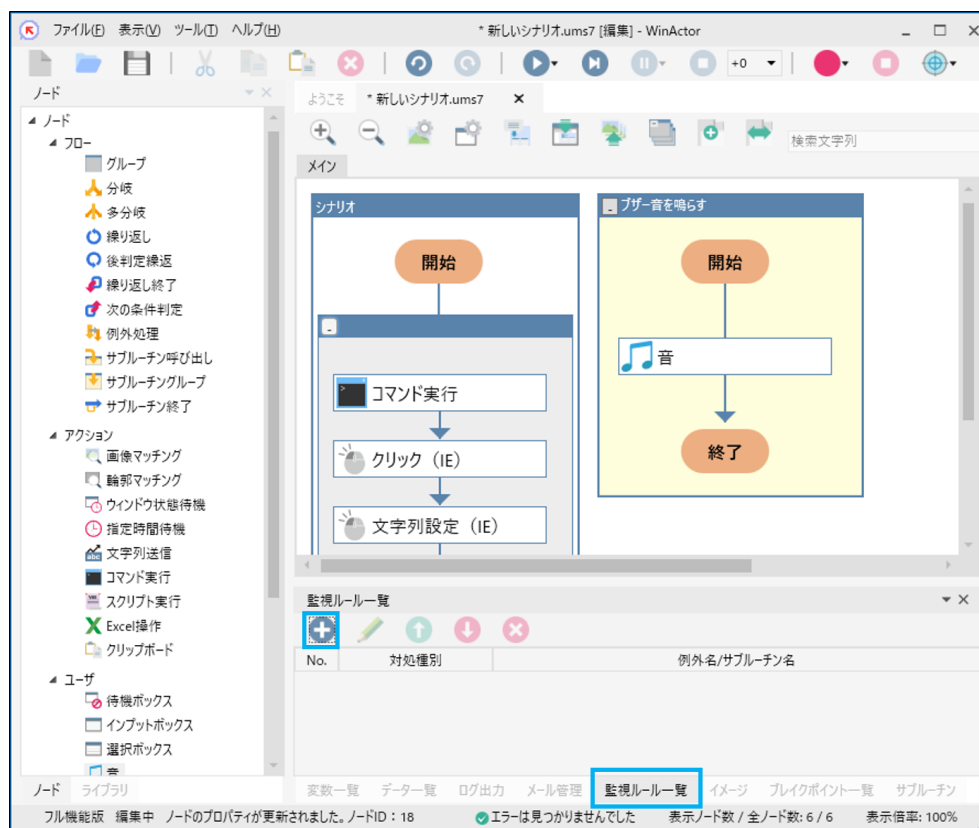 ファイル(F) 表示(V) ツール(T) ヘルプ(H) * 新しいシナリオ.ums7 [編集] - WinActor
+0
ノード
ノード
フロー
グループ
分岐
多分岐
繰り返し
後判定繰返
繰り返し終了
次の条件判定
例外処理
サブルーチン呼び出し
サブルーチングループ
サブルーチン終了
アクション
画像マッチング
輪郭マッチング
ウィンドウ状態待機
指定時間待機
文字列送信
コマンド実行
スクリプト実行
Excel操作
クリップボード
ユーザ
待機ボックス
インプットボックス
選択ボックス
音
ノード ライブラリ
ようこそ * 新しいシナリオ.ums7
検索文字列
メイン
シナリオ
開始
コマンド実行
クリック（IE）
文字列設定（IE）
ブザー音を鳴らす
開始
音
終了
監視ルール一覧
No. 対処種別 例外名/サブルーチン名
変数一覧 データ一覧 ログ出力 メール管理 監視ルール一覧 イメージ ブレイクポイント一覧 サブルーチン
フル機能版 編集中 ノードのプロパティが更新されました。ノードID：18 エラーは見つかりませんでした 表示ノード数 / 全ノード数: 6 / 6 表示倍率: 100%